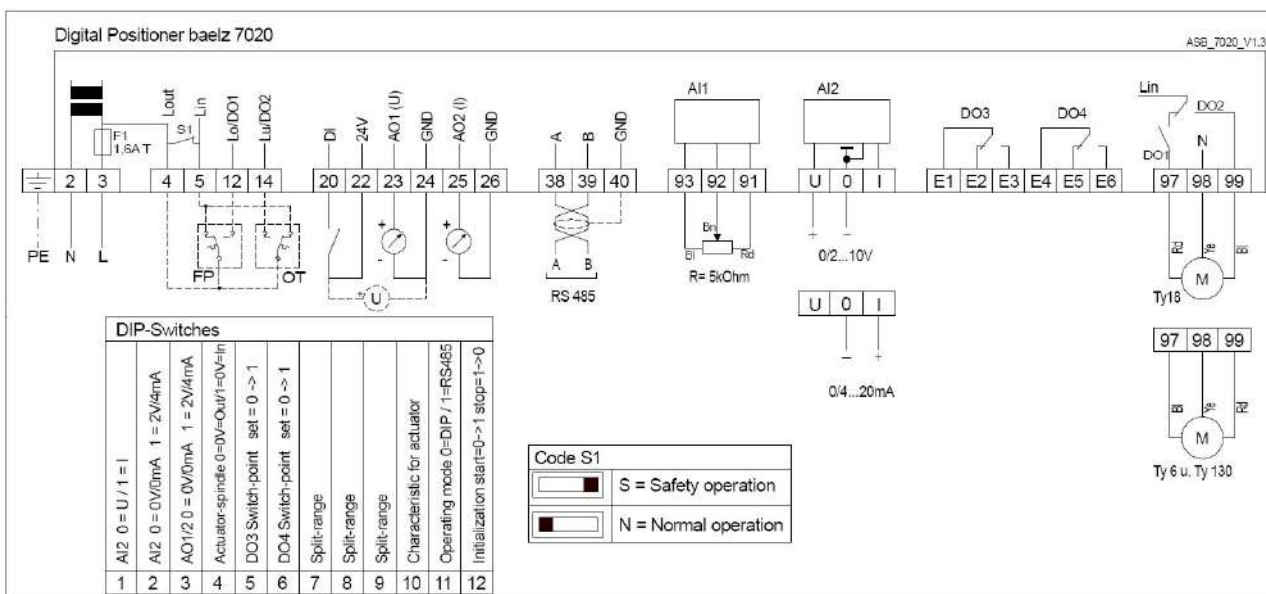 Digital Positioner baelz 7020
ASB_7020_V1.3
F1
1,6A T
Lout
S1
Lin
Lo/DO1
Lu/DO2
DI
24V
AO1 (U)
GND
AO2 (I)
GND
A
B
GND
AI1
AI2
DO3
DO4
Lin
DO2
DO1
N
2 3
4 5 12 14
20 22 23 24 25 26
38 39 40
93 92 91
U 0 I
E1 E2 E3 E4 E5 E6
97 98 99
PE N L
FP
OT
+
-
+
-
+
-
U
A B
RS 485
Bl
Bn
Rd
R= 5kOhm
+ −
0/2...10V
Rd
Ye
Bl
M
Ty18
U 0 I
− +
0/4...20mA
97 98 99
Bl
Ye
Rd
M
Ty 6 u. Ty 130
DIP-Switches
AI2 0 = U / 1 = I
AI2 0 = 0V/0mA 1 = 2V/4mA
AO1/2 0 = 0V/0mA 1 = 2V/4mA
Actuator-spindle 0=0V=Out/1=0V=In
DO3 Switch-point set = 0 -> 1
DO4 Switch-point set = 0 -> 1
Split-range
Split-range
Split-range
Characteristic for actuator
Operating mode 0=DIP / 1=RS485
Initialization start=0->1 stop=1->0
1 2 3 4 5 6 7 8 9 10 11 12
Code S1
S = Safety operation
N = Normal operation